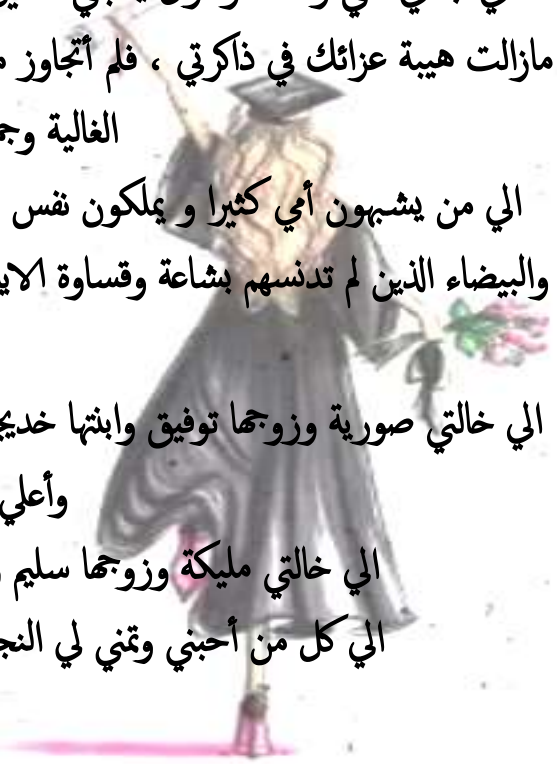 مازالت هيبة عزائك في ذاكرتي ، فلم أتجاوز
الغالية
الي من يشبهون أمي كثيرا و يملكون نفس
والبيضاء الذين لم تدنسهم بشاعة وقساوة
الي خالتي صورية وزوجها توفيق وابنتها
وأعلي
الي خالتي مليكة وزوجها سليم
الي كل من أحبني وتمني لي